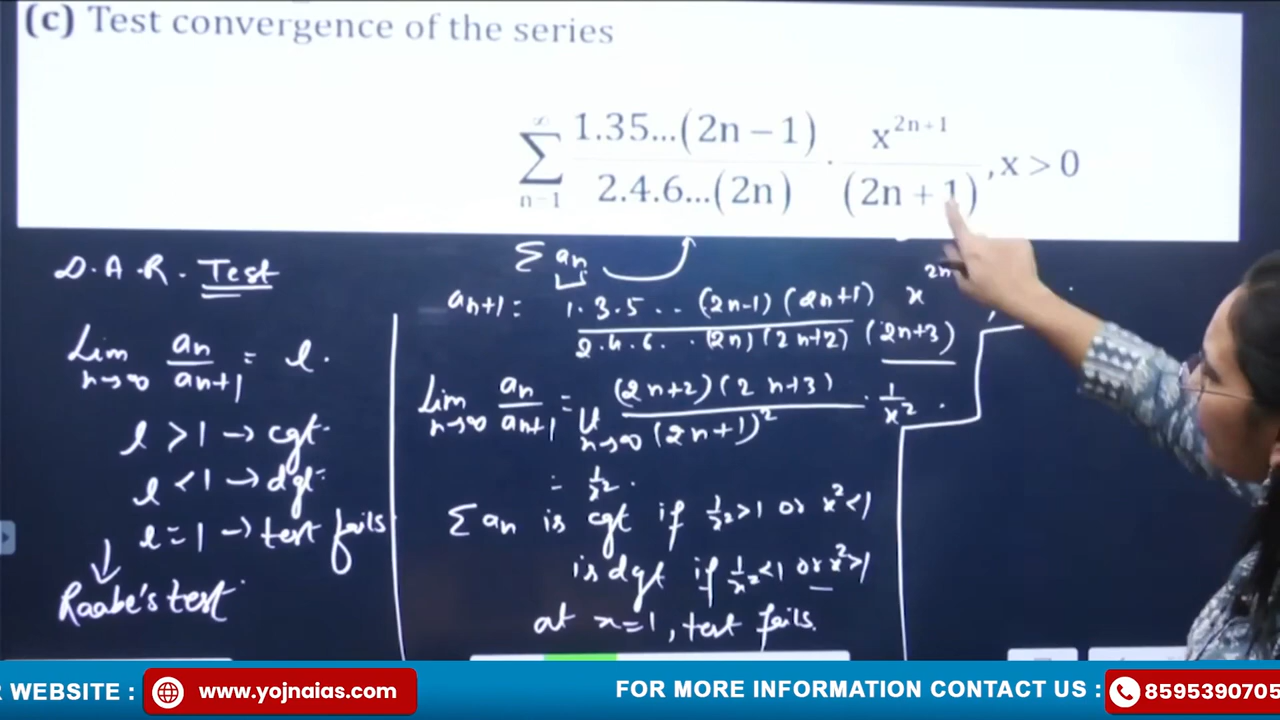 (c) Test convergence of the series
∞
∑ 1.35...(2n − 1) / 2.4.6...(2n) · x^{2n+1} / (2n + 1) , x > 0
n=1
D.A.R. Test
Lim n→∞ an / an+1 = l.
l > 1 → cgt.
l < 1 → dgt.
l = 1 → test fails
↓
Raabe's test
Σ an
an+1 = 1.3.5 .. (2n-1) (2n+1) / 2.4.6. .. (2n) (2n+2) (2n+3) x^{2n
Lim n→∞ an / an+1 = Lt n→∞ (2n+2) (2n+3) / (2n+1)² · 1/x² .
= 1/x² .
Σ an is cgt if 1/x² > 1 or x² < 1
is dgt if 1/x² < 1 or x² > 1
at x = 1, test fails.
WEBSITE : www.yojnaias.com
FOR MORE INFORMATION CONTACT US : 8595390705